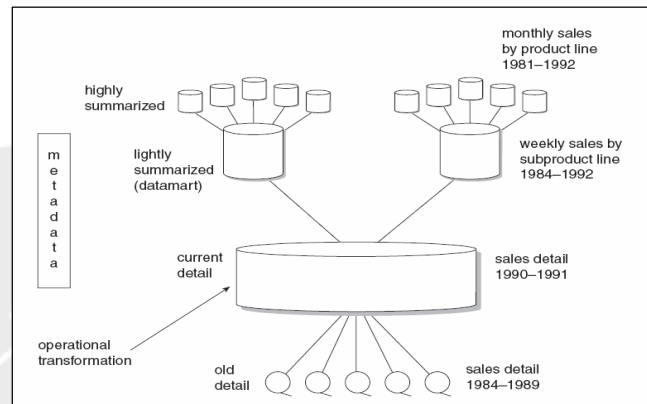 monthly sales
by product line
1981–1992
highly
summarized
metadata
lightly
summarized
(datamart)
weekly sales by
subproduct line
1984–1992
current
detail
sales detail
1990–1991
operational
transformation
old
detail
sales detail
1984–1989